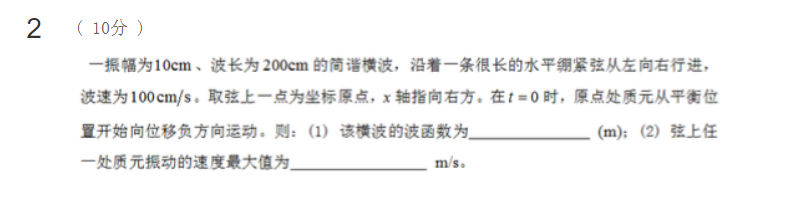 2 （ 10分 ）
一振幅为10cm、波长为200cm的简谐横波，沿着一条很长的水平绷紧弦从左向右行进，
波速为100cm/s。取弦上一点为坐标原点，x轴指向右方。在t=0时，原点处质元从平衡位
置开始向位移负方向运动。则：(1) 该横波的波函数为______________ (m)；(2) 弦上任
一处质元振动的速度最大值为________________ m/s。